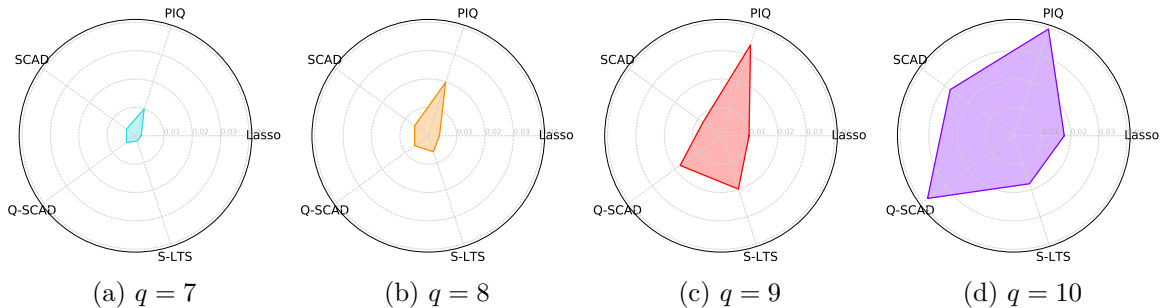 PIQ
SCAD
0.01 0.02 0.03
Lasso
Q-SCAD
S-LTS
(a) q = 7
PIQ
SCAD
0.01 0.02 0.03
Lasso
Q-SCAD
S-LTS
(b) q = 8
PIQ
SCAD
0.01 0.02 0.03
Lasso
Q-SCAD
S-LTS
(c) q = 9
PIQ
SCAD
0.01 0.02 0.03
Lasso
Q-SCAD
S-LTS
(d) q = 10